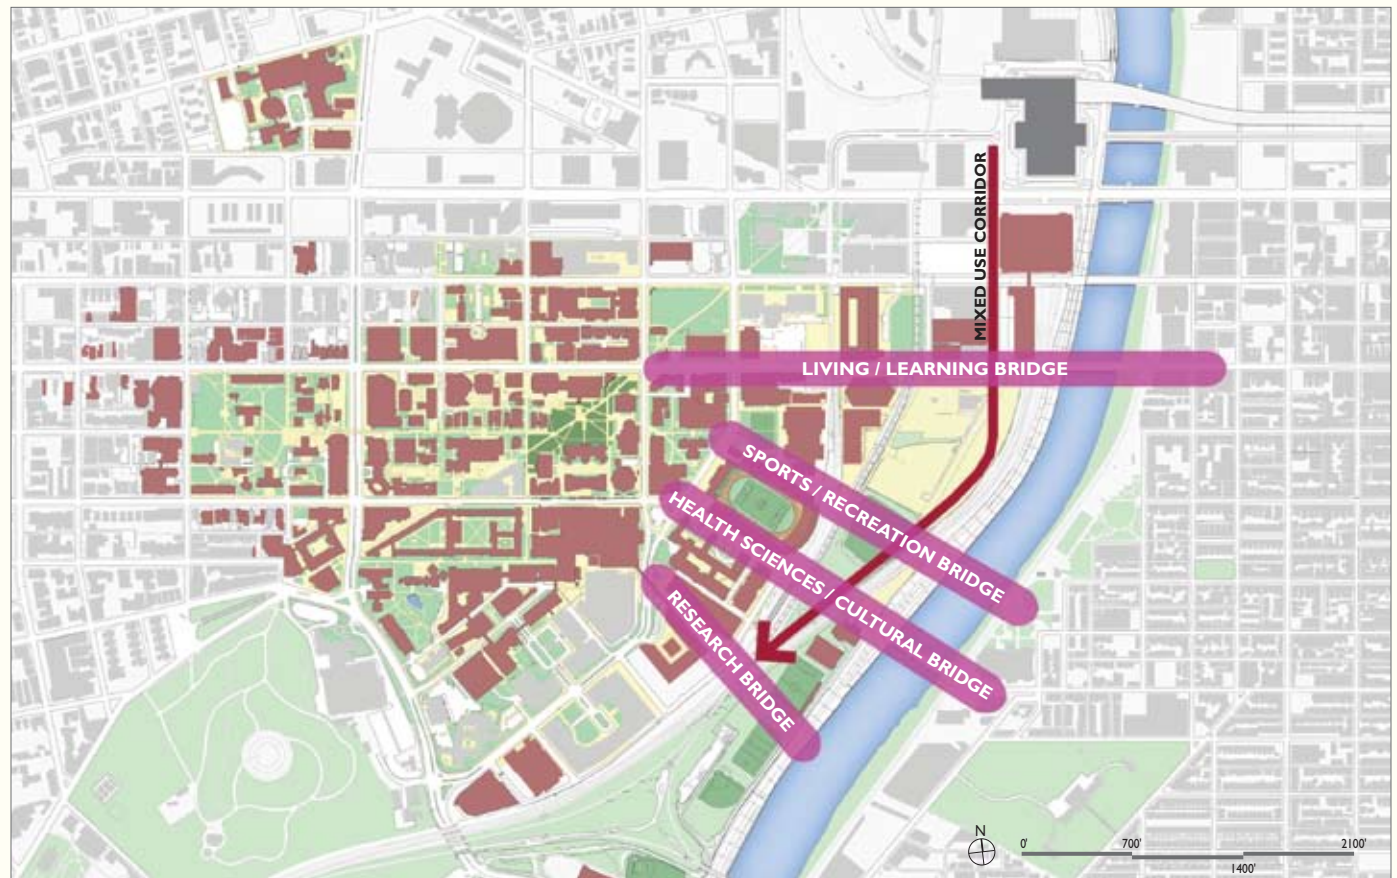 MIXED USE CORRIDOR
LIVING / LEARNING BRIDGE
SPORTS / RECREATION BRIDGE
HEALTH SCIENCES / CULTURAL BRIDGE
RESEARCH BRIDGE
N
0' 700' 2100'
1400'